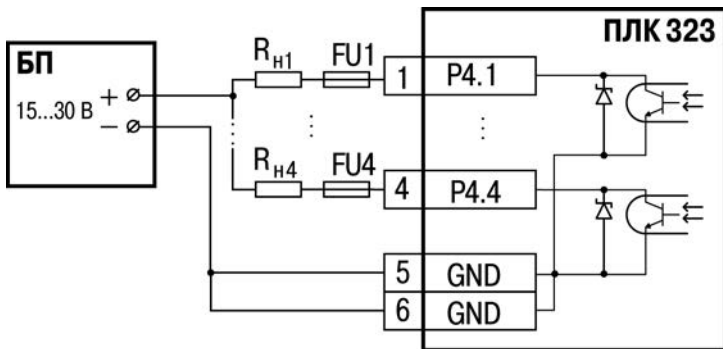 ПЛК 323
БП
+
15...30 В
–
Rн1 FU1 1 P4.1
Rн4 FU4 4 P4.4
5 GND
6 GND